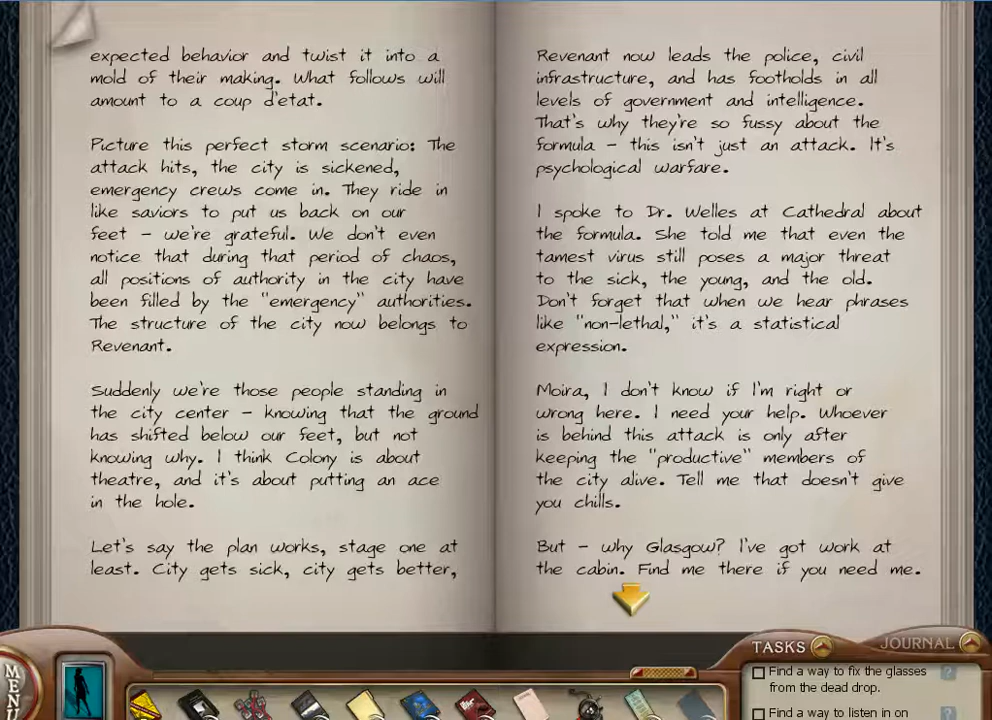 expected behavior and twist it into a
mold of their making. What follows will
amount to a coup d'etat.
Picture this perfect storm scenario: The
attack hits, the city is sickened,
emergency crews come in. They ride in
like saviors to put us back on our
feet - we're grateful. We don't even
notice that during that period of chaos,
all positions of authority in the city have
been filled by the "emergency" authorities.
The structure of the city now belongs to
Revenant.
Suddenly we're those people standing in
the city center - knowing that the ground
has shifted below our feet, but not
knowing why. I think Colony is about
theatre, and it's about putting an ace
in the hole.
Let's say the plan works, stage one at
least. City gets sick, city gets better,
Revenant now leads the police, civil
infrastructure, and has footholds in all
levels of government and intelligence.
That's why they're so fussy about the
formula - this isn't just an attack. It's
psychological warfare.
I spoke to Dr. Welles at Cathedral about
the formula. She told me that even the
tamest virus still poses a major threat
to the sick, the young, and the old.
Don't forget that when we hear phrases
like "non-lethal," it's a statistical
expression.
Moira, I don't know if I'm right or
wrong here. I need your help. Whoever
is behind this attack is only after
keeping the "productive" members of
the city alive. Tell me that doesn't give
you chills.
But - why Glasgow? I've got work at
the cabin. Find me there if you need me.
MENU
TASKS
JOURNAL
Find a way to fix the glasses
from the dead drop.
?
Find a way to listen in on
?